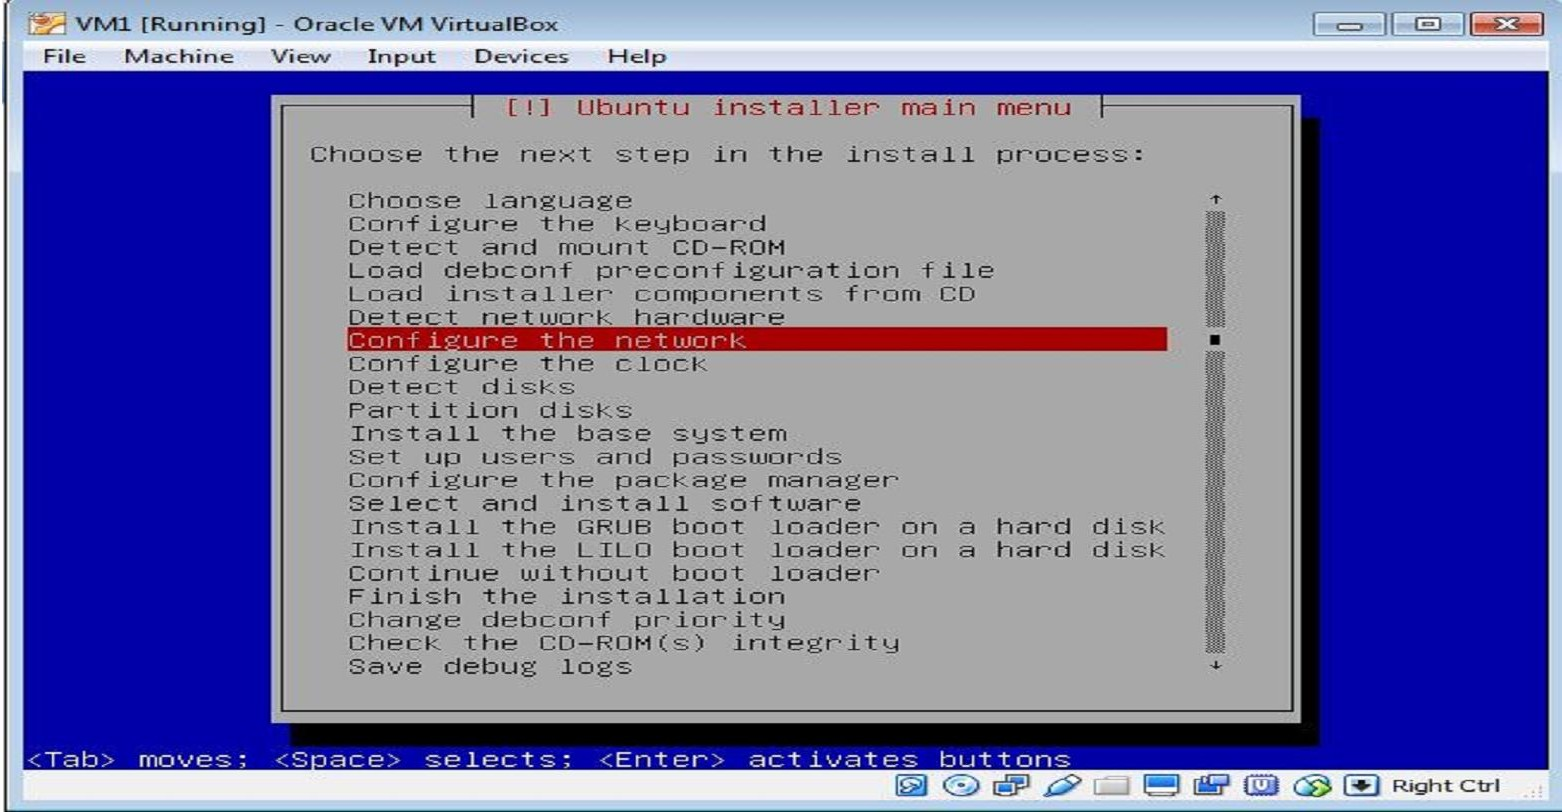 VM1 [Running] - Oracle VM VirtualBox
File Machine View Input Devices Help
[!] Ubuntu installer main menu
Choose the next step in the install process:
Choose language
Configure the keyboard
Detect and mount CD-ROM
Load debconf preconfiguration file
Load installer components from CD
Detect network hardware
Configure the network
Configure the clock
Detect disks
Partition disks
Install the base system
Set up users and passwords
Configure the package manager
Select and install software
Install the GRUB boot loader on a hard disk
Install the LILO boot loader on a hard disk
Continue without boot loader
Finish the installation
Change debconf priority
Check the CD-ROM(s) integrity
Save debug logs
<Tab> moves; <Space> selects; <Enter> activates buttons
Right Ctrl